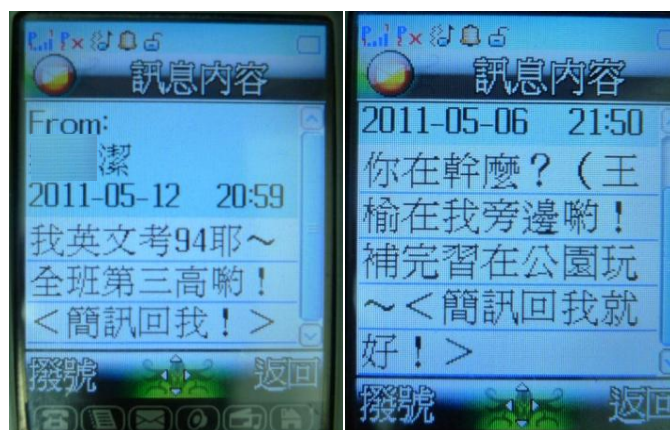 訊息內容
From:
潔
2011-05-12 20:59
我英文考94耶～
全班第三高喲！
＜簡訊回我！＞
撥號 返回
訊息內容
2011-05-06 21:50
你在幹麼？（王
榆在我旁邊喲！
補完習在公園玩
～＜簡訊回我就
好！＞
撥號 返回